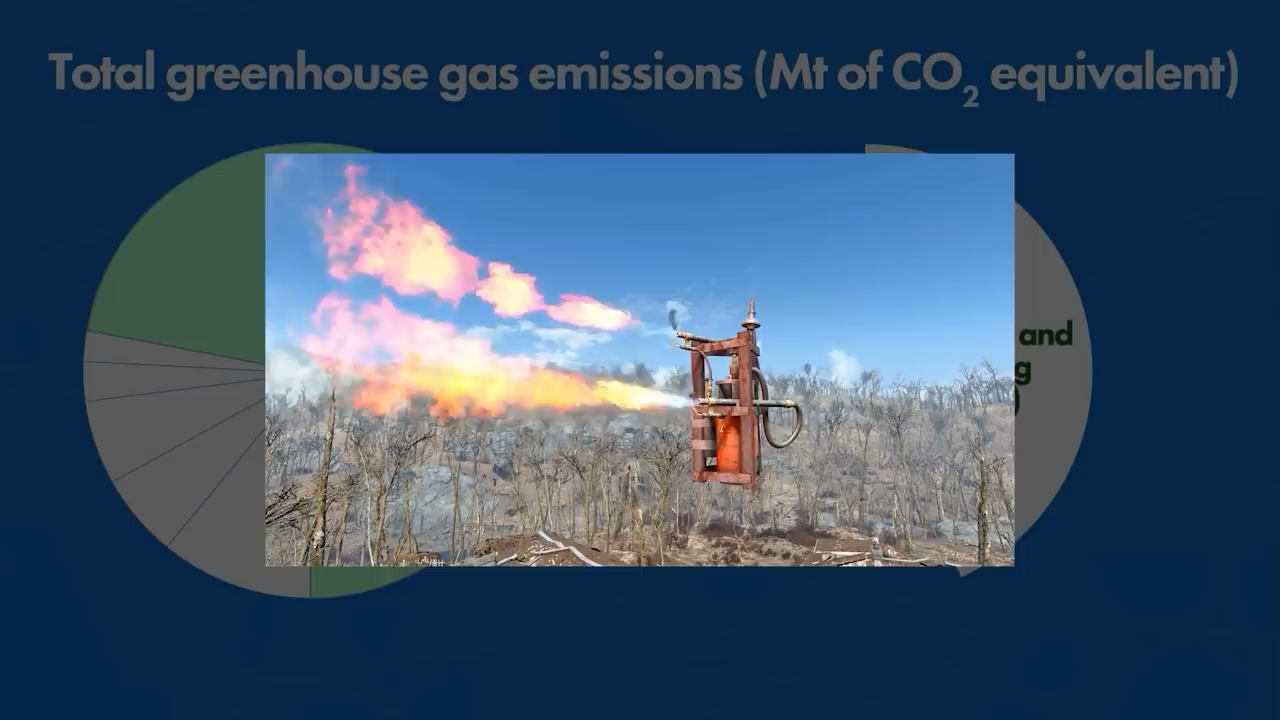 Total greenhouse gas emissions (Mt of CO₂ equivalent)
and
g
)